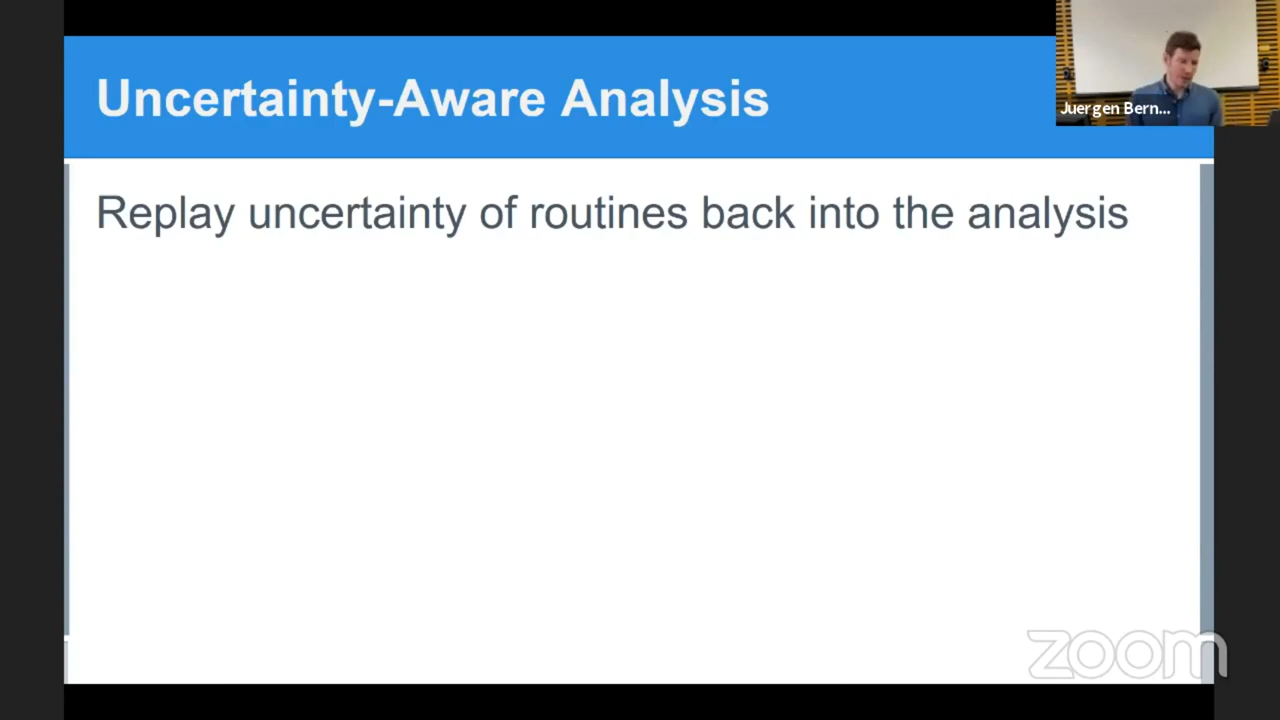 Uncertainty-Aware Analysis
Juergen Bern...
Replay uncertainty of routines back into the analysis
zoom